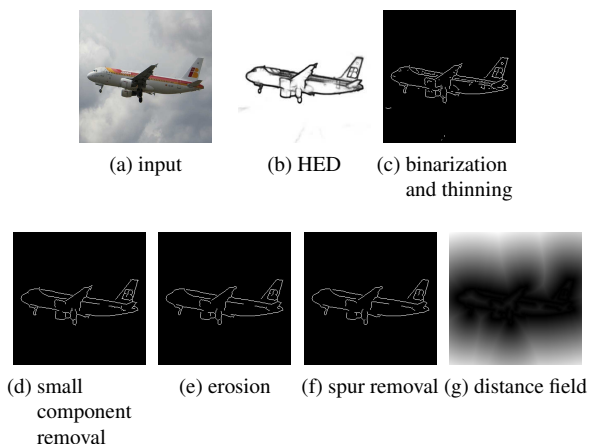 (a) input
(b) HED
(c) binarization
and thinning
(d) small
component
removal
(e) erosion
(f) spur removal
(g) distance field